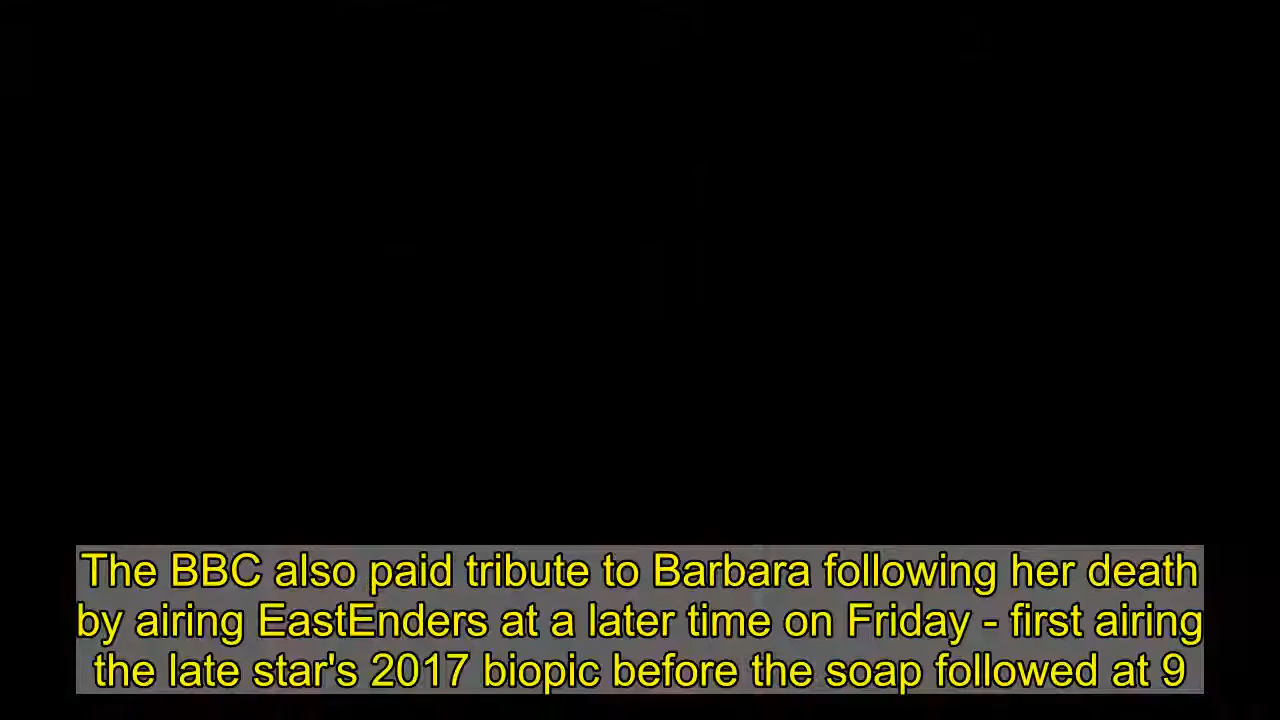 The BBC also paid tribute to Barbara following her death
by airing EastEnders at a later time on Friday - first airing
the late star's 2017 biopic before the soap followed at 9